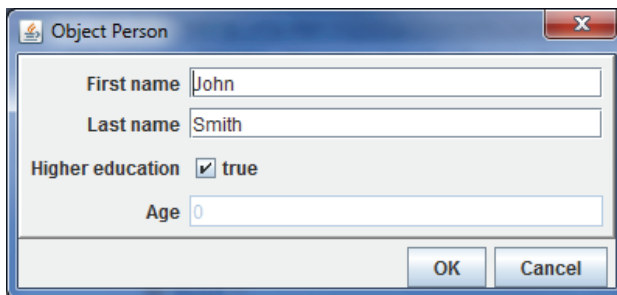 Object Person
First name John
Last name Smith
Higher education true
Age 0
OK Cancel